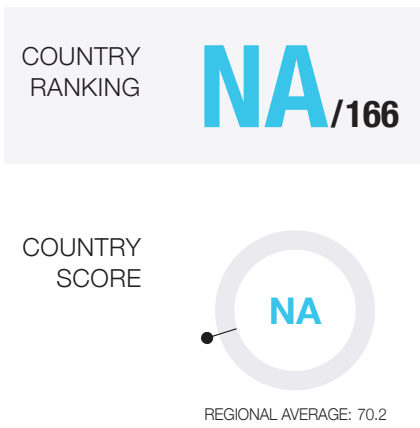 COUNTRY
RANKING
NA/166
COUNTRY
SCORE
NA
REGIONAL AVERAGE: 70.2